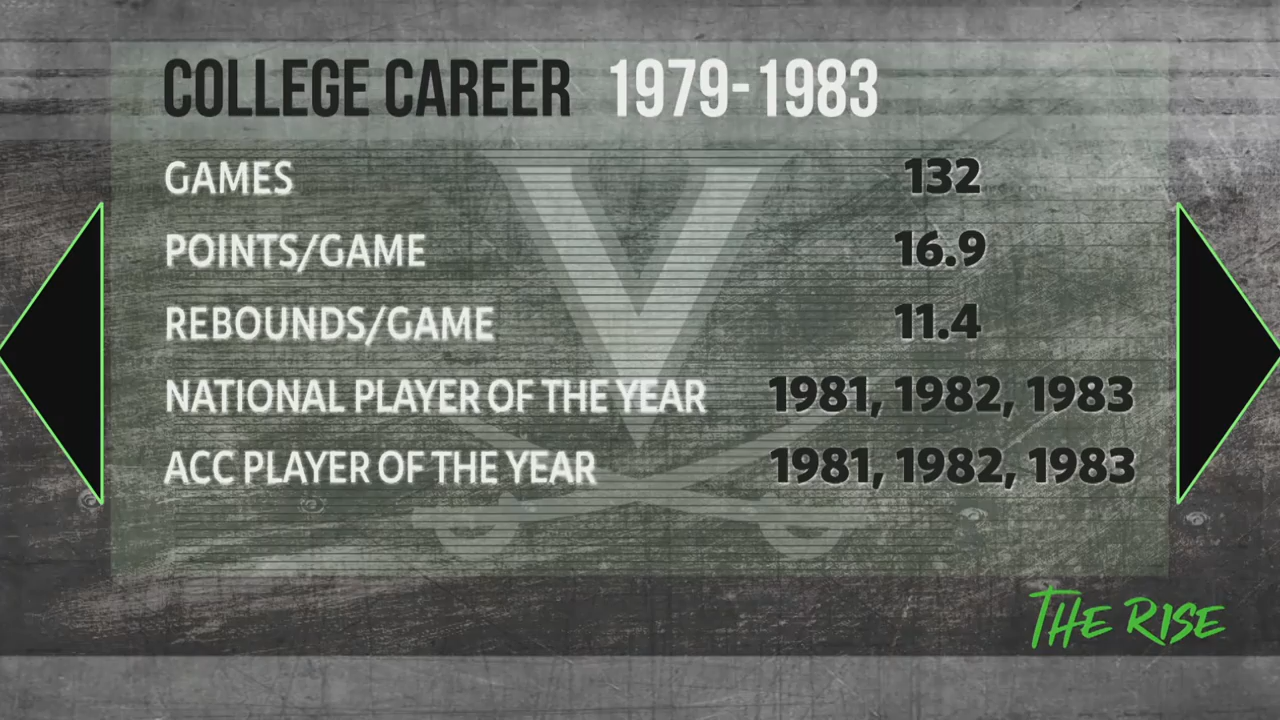 COLLEGE CAREER 1979-1983
GAMES 132
POINTS/GAME 16.9
REBOUNDS/GAME 11.4
NATIONAL PLAYER OF THE YEAR 1981, 1982, 1983
ACC PLAYER OF THE YEAR 1981, 1982, 1983
THE RISE